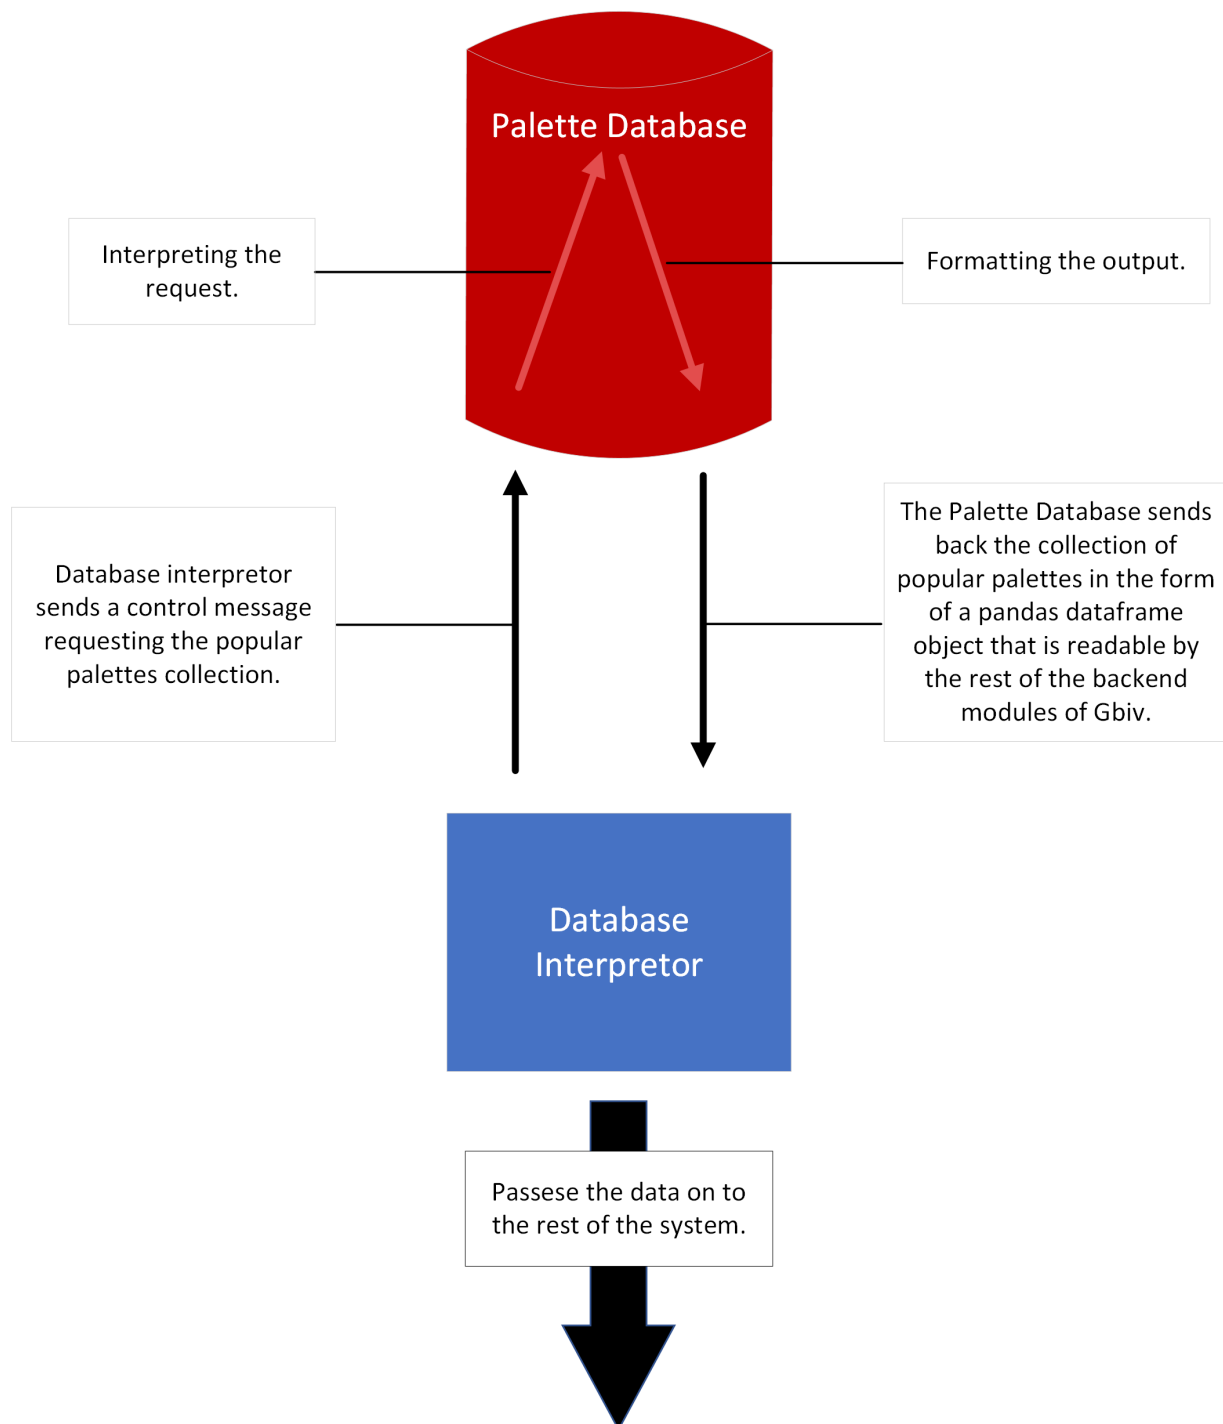 Palette Database
Interpreting the
request.
Formatting the output.
Database interpretor
sends a control message
requesting the popular
palettes collection.
The Palette Database sends
back the collection of
popular palettes in the form
of a pandas dataframe
object that is readable by
the rest of the backend
modules of Gbiv.
Database
Interpretor
Passese the data on to
the rest of the system.